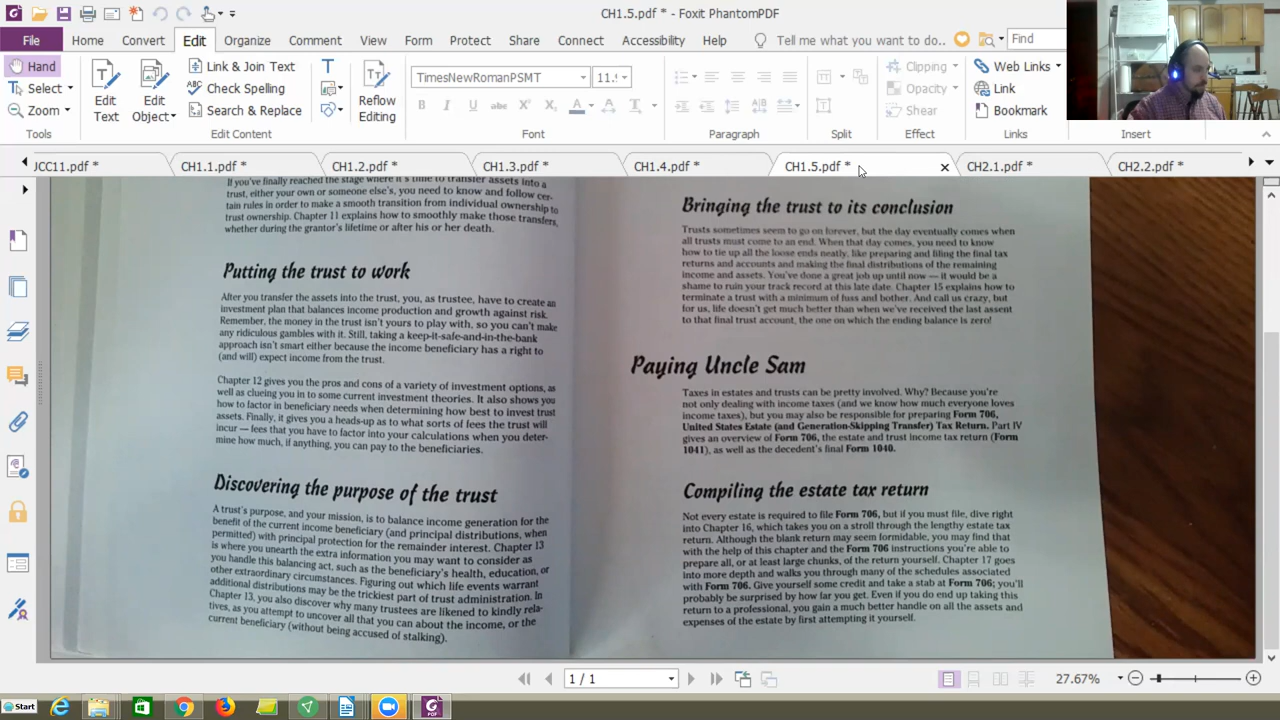 CH1.5.pdf * - Foxit PhantomPDF
File
Home
Convert
Edit
Organize
Comment
View
Form
Protect
Share
Connect
Accessibility
Help
Tell me what you want to do..
Find
Hand
Select
Zoom
Tools
Edit
Text
Edit
Object
Link & Join Text
Check Spelling
Search & Replace
Edit Content
Reflow
Editing
TimesNewRomanPSMT
Font
Paragraph
Split
Clipping
Opacity
Shear
Effect
Web Links
Link
Bookmark
Links
Insert
JCC11.pdf *
CH1.1.pdf *
CH1.2.pdf *
CH1.3.pdf *
CH1.4.pdf *
CH1.5.pdf *
CH2.1.pdf *
CH2.2.pdf *
If you've finally reached the stage where it's time to transfer assets into a
trust, either your own or someone else's, you need to know and follow cer-
tain rules in order to make a smooth transition from individual ownership to
trust ownership. Chapter 11 explains how to smoothly make those transfers,
whether during the grantor's lifetime or after his or her death.
Putting the trust to work
After you transfer the assets into the trust, you, as trustee, have to create an
investment plan that balances income production and growth against risk.
Remember, the money in the trust isn't yours to play with, so you can't make
any ridiculous gambles with it. Still, taking a keep-it-safe-and-in-the-bank
approach isn't smart either because the income beneficiary has a right to
(and will) expect income from the trust.
Chapter 12 gives you the pros and cons of a variety of investment options, as
well as clueing you in to some current investment theories. It also shows you
how to factor in beneficiary needs when determining how best to invest trust
assets. Finally, it gives you a heads-up as to what sorts of fees the trust will
incur — fees that you have to factor into your calculations when you deter-
mine how much, if anything, you can pay to the beneficiaries.
Discovering the purpose of the trust
A trust's purpose, and your mission, is to balance income generation for the
benefit of the current income beneficiary (and principal distributions, when
permitted) with principal protection for the remainder interest. Chapter 13
is where you unearth the extra information you may want to consider as
you handle this balancing act, such as the beneficiary's health, education, or
other extraordinary circumstances. Figuring out which life events warrant
additional distributions may be the trickiest part of trust administration. In
Chapter 13, you also discover why many trustees are likened to kindly rela-
tives, as you attempt to uncover all that you can about the income, or the
current beneficiary (without being accused of stalking).
Bringing the trust to its conclusion
Trusts sometimes seem to go on forever, but the day eventually comes when
all trusts must come to an end. When that day comes, you need to know
how to tie up all the loose ends neatly, like preparing and filing the final tax
returns and accounts and making the final distributions of the remaining
income and assets. You've done a great job up until now — it would be a
shame to ruin your track record at this late date. Chapter 15 explains how to
terminate a trust with a minimum of fuss and bother. And call us crazy, but
for us, life doesn't get much better than when we've received the last assent
to that final trust account, the one on which the ending balance is zero!
Paying Uncle Sam
Taxes in estates and trusts can be pretty involved. Why? Because you're
not only dealing with income taxes (and we know how much everyone loves
income taxes), but you may also be responsible for preparing Form 706,
United States Estate (and Generation-Skipping Transfer) Tax Return. Part IV
gives an overview of Form 706, the estate and trust income tax return (Form
1041), as well as the decedent's final Form 1040.
Compiling the estate tax return
Not every estate is required to file Form 706, but if you must file, dive right
into Chapter 16, which takes you on a stroll through the lengthy estate tax
return. Although the blank return may seem formidable, you may find that
with the help of this chapter and the Form 706 instructions you're able to
prepare all, or at least large chunks, of the return yourself. Chapter 17 goes
into more depth and walks you through many of the schedules associated
with Form 706. Give yourself some credit and take a stab at Form 706; you'll
probably be surprised by how far you get. Even if you do end up taking this
return to a professional, you gain a much better handle on all the assets and
expenses of the estate by first attempting it yourself.
1 / 1
27.67%
Start